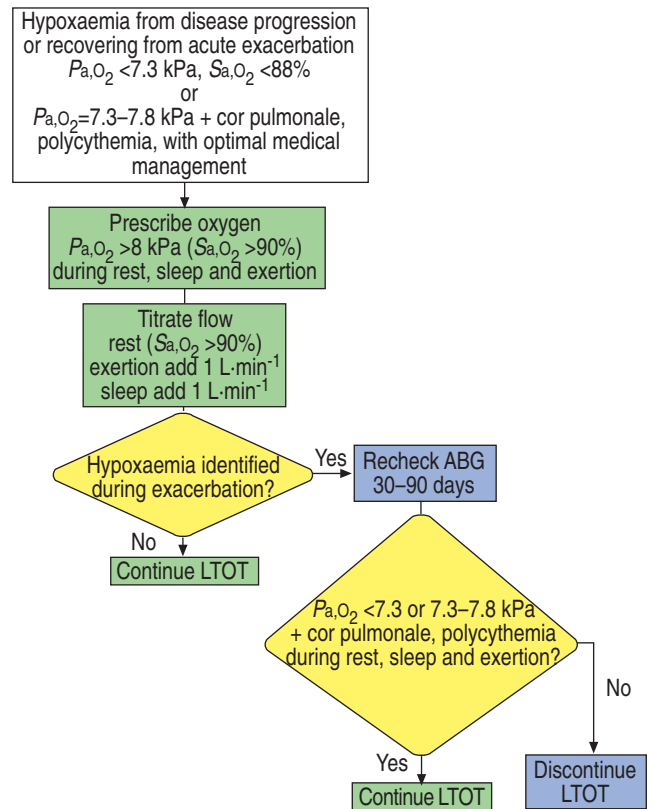 Hypoxaemia from disease progression
or recovering from acute exacerbation
Pa,O₂ <7.3 kPa, Sa,O₂ <88%
or
Pa,O₂=7.3–7.8 kPa + cor pulmonale,
polycythemia, with optimal medical
management
Prescribe oxygen
Pa,O₂ >8 kPa (Sa,O₂ >90%)
during rest, sleep and exertion
Titrate flow
rest (Sa,O₂ >90%)
exertion add 1 L·min⁻¹
sleep add 1 L·min⁻¹
Hypoxaemia identified
during exacerbation?
Yes
Recheck ABG
30–90 days
No
Continue LTOT
Pa,O₂ <7.3 or 7.3–7.8 kPa
+ cor pulmonale, polycythemia
during rest, sleep and exertion?
No
Yes
Continue LTOT
Discontinue
LTOT